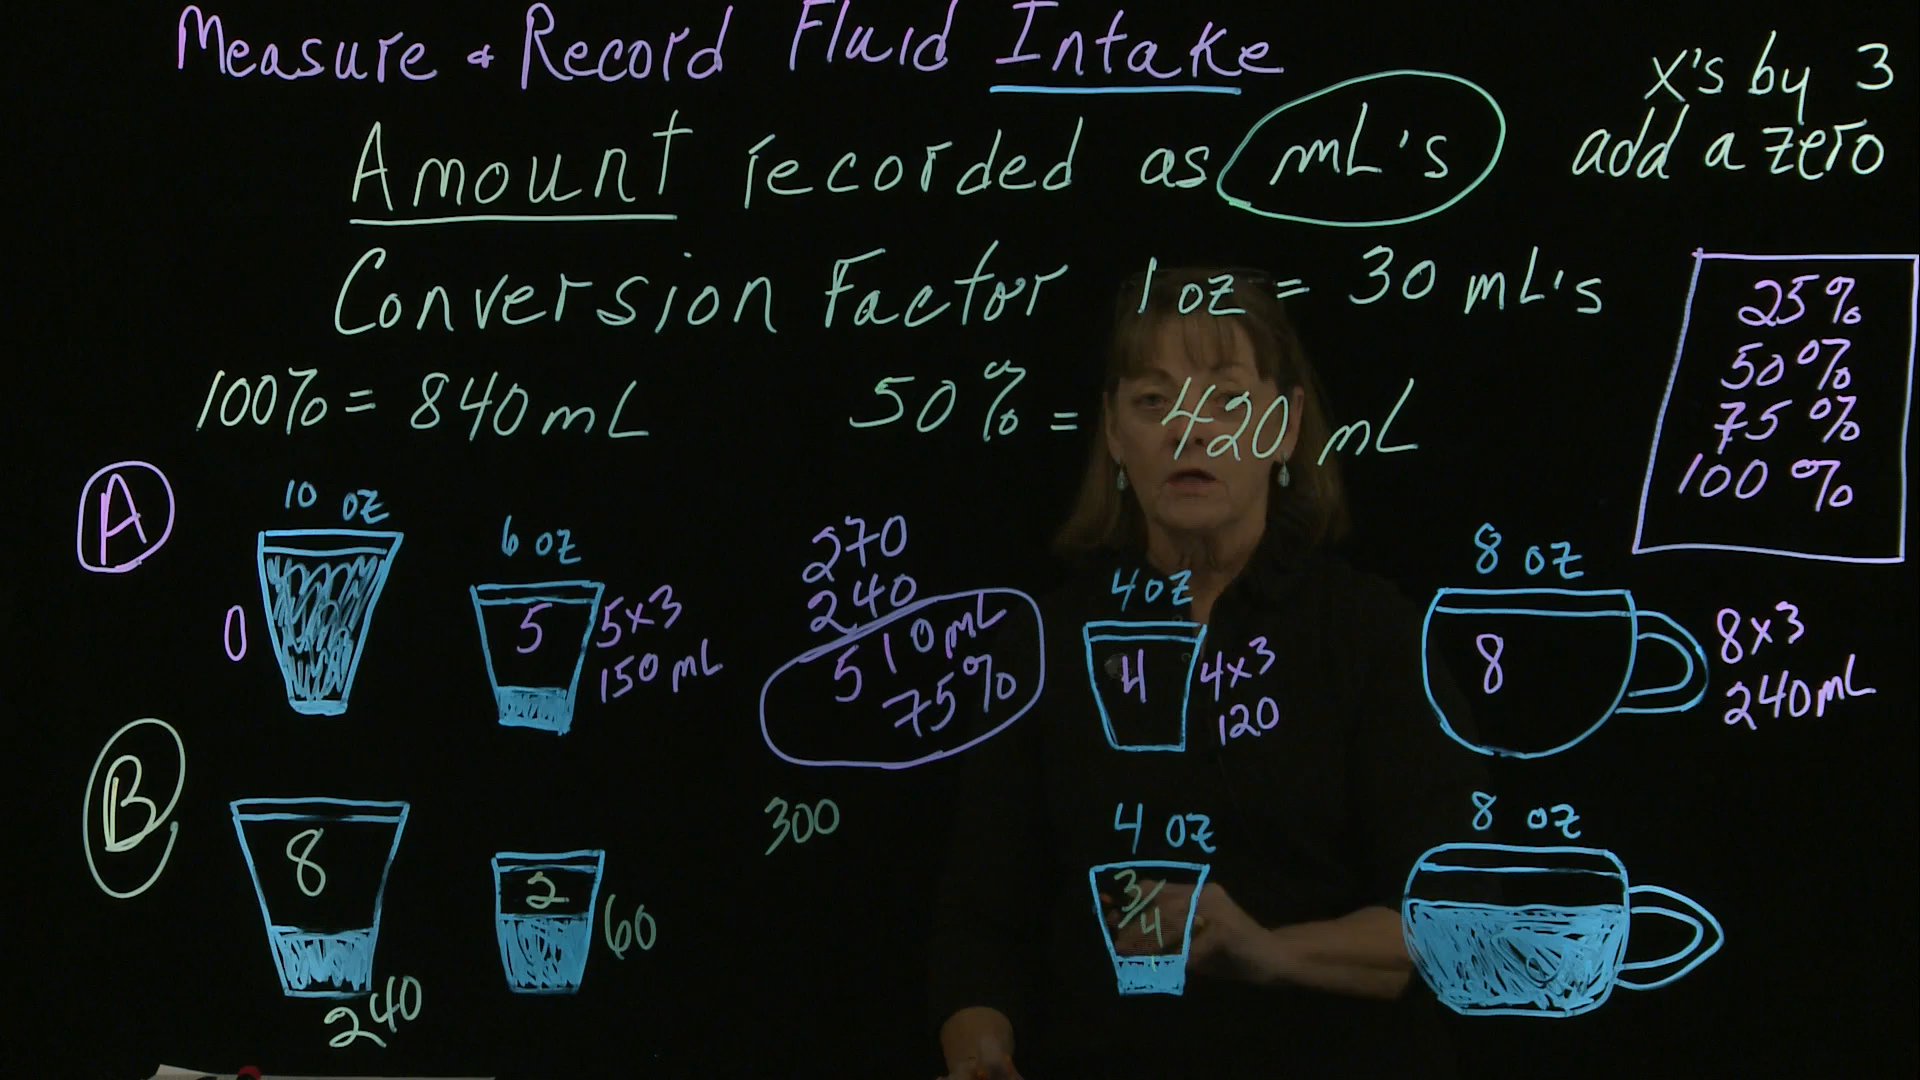 Measure & Record Fluid Intake
x's by 3
add a zero
Amount recorded as mL's
Conversion Factor 1 oz = 30 mL's
25%
50%
75%
100%
100% = 840 mL
50% = 420 mL
A
10 oz
0
6 oz
5
5x3
150 mL
270
240
510 mL
75%
4 oz
4
4x3
120
8 oz
8
8x3
240 mL
B
8
240
2
60
300
4 oz
3/4
8 oz